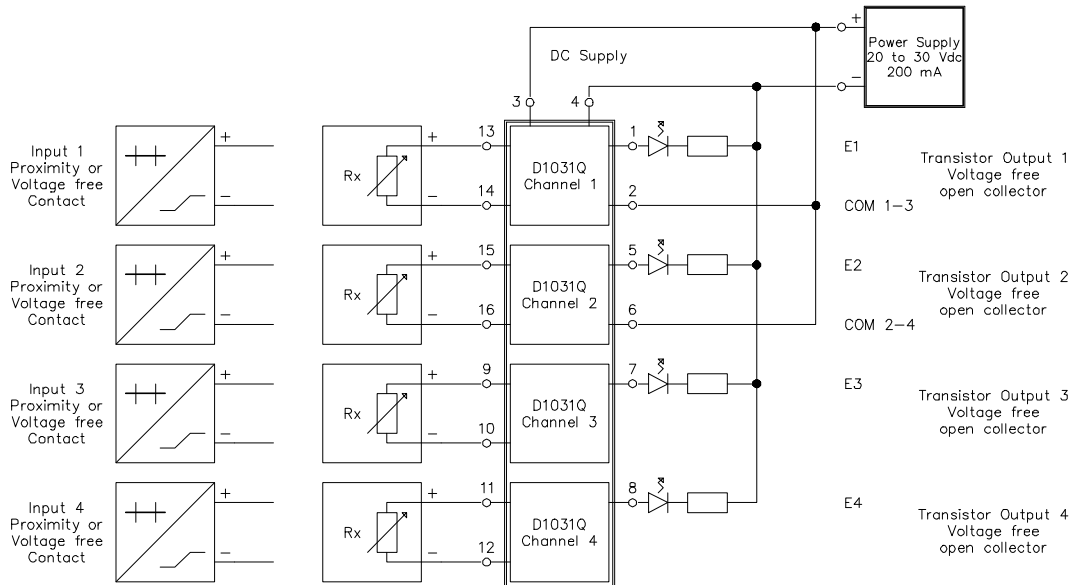 DC Supply
+
Power Supply
20 to 30 Vdc
200 mA
−
3
4
Input 1
Proximity or
Voltage free
Contact
+
−
Rx
+
−
13
14
D1031Q
Channel 1
1
2
E1
COM 1-3
Transistor Output 1
Voltage free
open collector
Input 2
Proximity or
Voltage free
Contact
+
−
Rx
+
−
15
16
D1031Q
Channel 2
5
6
E2
COM 2-4
Transistor Output 2
Voltage free
open collector
Input 3
Proximity or
Voltage free
Contact
+
−
Rx
+
−
9
10
D1031Q
Channel 3
7
E3
Transistor Output 3
Voltage free
open collector
Input 4
Proximity or
Voltage free
Contact
+
−
Rx
+
−
11
12
D1031Q
Channel 4
8
E4
Transistor Output 4
Voltage free
open collector